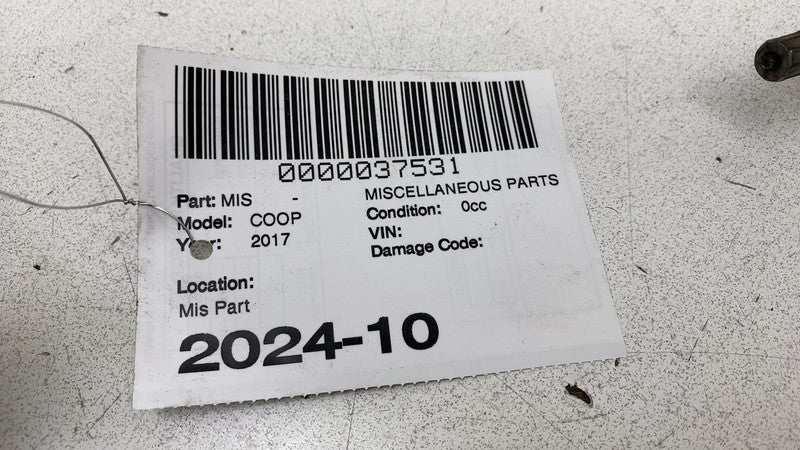 0000037531
Part: MIS - MISCELLANEOUS PARTS
Model: COOP Condition: 0cc
Year: 2017 VIN:
Damage Code:
Location:
Mis Part
2024-10